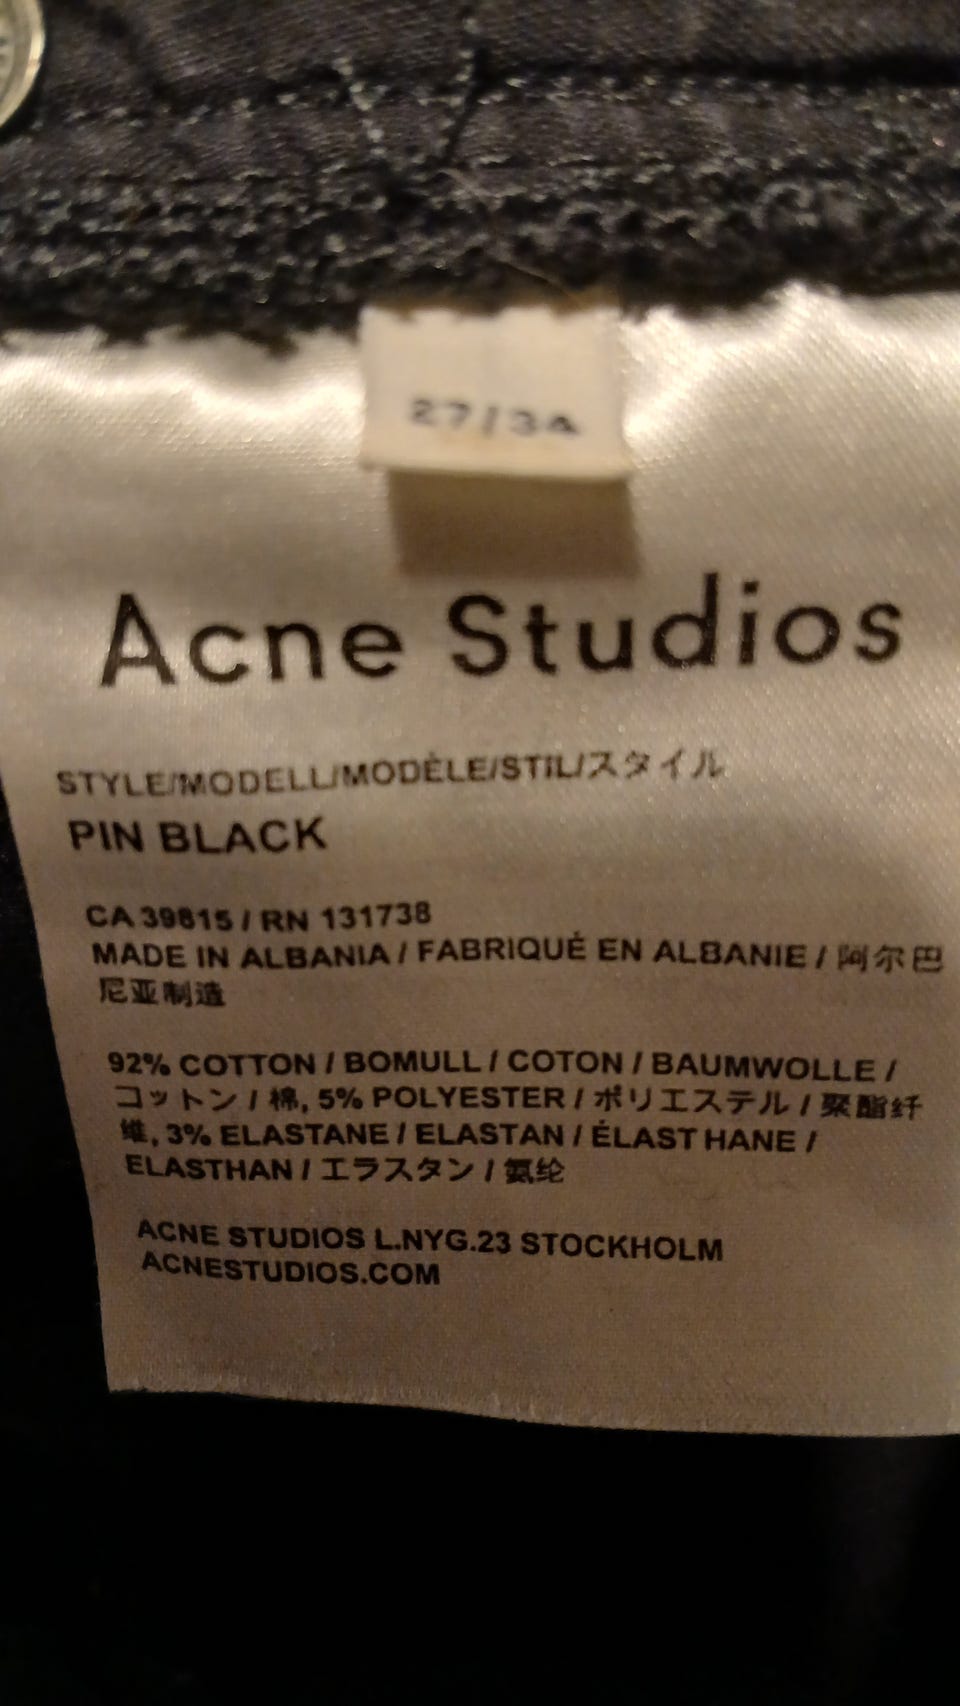 27/34
Acne Studios
STYLE/MODELL/MODÈLE/STIL/スタイル
PIN BLACK
CA 39815 / RN 131738
MADE IN ALBANIA / FABRIQUÉ EN ALBANIE / 阿尔巴
尼亚制造
92% COTTON / BOMULL / COTON / BAUMWOLLE /
コットン / 棉, 5% POLYESTER / ポリエステル / 聚酯纤
维, 3% ELASTANE / ELASTAN / ÉLAST HANE /
ELASTHAN / エラスタン / 氨纶
ACNE STUDIOS L.NYG.23 STOCKHOLM
ACNESTUDIOS.COM